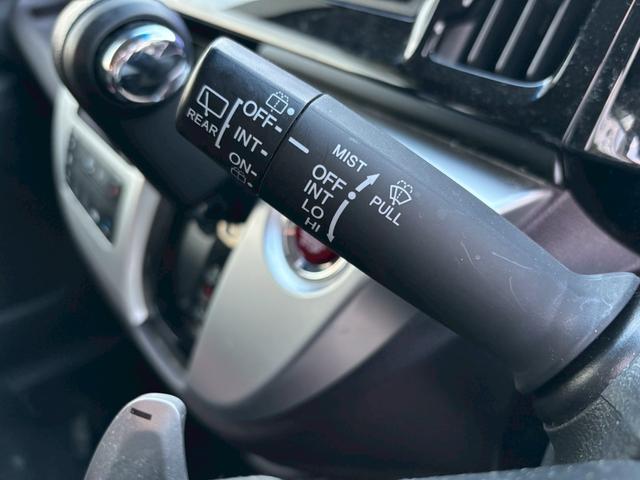 REAR
OFF-
INT-
ON-
MIST
OFF
INT
LO
HI
PULL